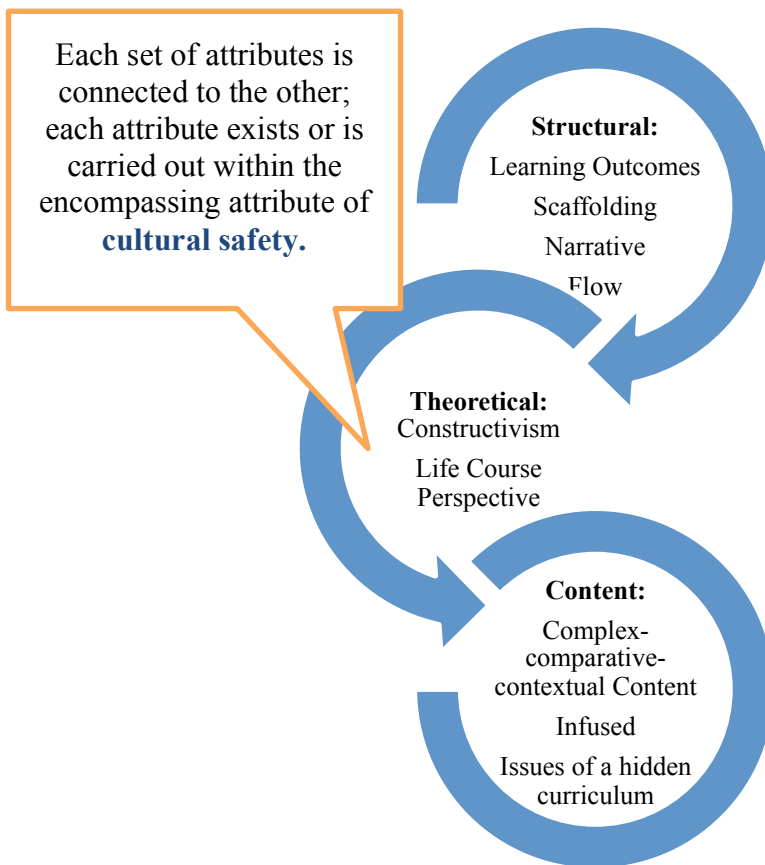 Each set of attributes is
connected to the other;
each attribute exists or is
carried out within the
encompassing attribute of
cultural safety.
Structural:
Learning Outcomes
Scaffolding
Narrative
Flow
Theoretical:
Constructivism
Life Course
Perspective
Content:
Complex-
comparative-
contextual Content
Infused
Issues of a hidden
curriculum